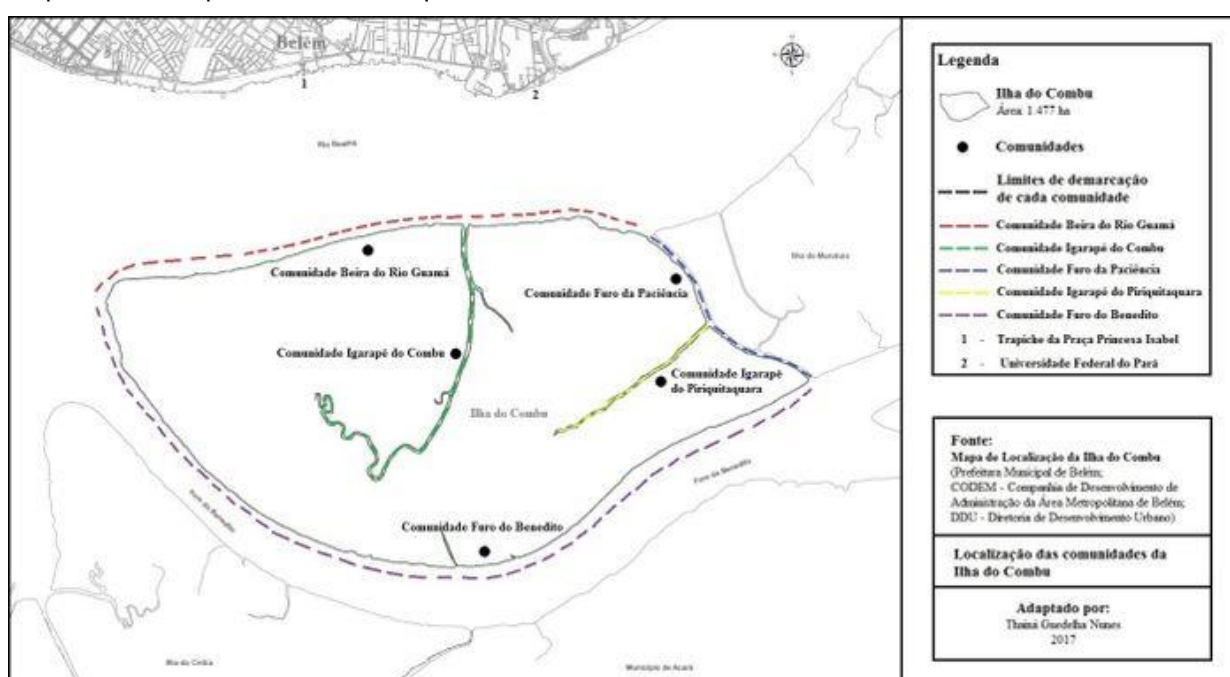 Belém
1
2
Rio Guamá
Comunidade Beira do Rio Guamá
Comunidade Furo da Paciência
Ilha do Murutura
Comunidade Igarapé do Combu
Comunidade Igarapé
do Piriquitaquara
Ilha do Combu
Furo do Benedito
Furo do Benedito
Comunidade Furo do Benedito
Município de Acará
Legenda
Ilha do Combu
Área: 1.477 ha
Comunidades
Limites de demarcação
de cada comunidade
Comunidade Beira do Rio Guamá
Comunidade Igarapé do Combu
Comunidade Furo da Paciência
Comunidade Igarapé do Piriquitaquara
Comunidade Furo do Benedito
1 - Trapiche da Praça Princesa Isabel
2 - Universidade Federal do Pará
Fonte:
Mapa de Localização da Ilha do Combu
(Prefeitura Municipal de Belém;
CODEM - Companhia de Desenvolvimento de
Administração da Área Metropolitana de Belém;
DDU - Diretoria de Desenvolvimento Urbano)
Localização das comunidades da
Ilha do Combu
Adaptado por:
Thainá Guedelha Nunes
2017